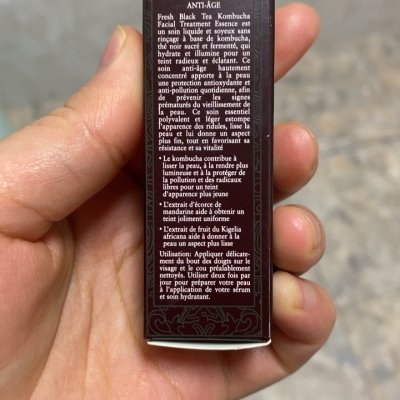 ANTI-ÂGE
Fresh Black Tea Kombucha
Facial Treatment Essence est
un soin liquide et soyeux sans
rinçage à base de kombucha,
thé noir sucré et fermenté, qui
hydrate et illumine pour un
teint radieux et éclatant. Ce
soin anti-âge hautement
concentré apporte à la peau
une protection antioxydante et
anti-pollution quotidienne, afin
de prévenir les signes
prématurés du vieillissement de
la peau. Ce soin essentiel
polyvalent et léger estompe
l'apparence des ridules, lisse la
peau et lui donne un aspect
plus fin, tout en favorisant sa
résistance et sa vitalité
• Le kombucha contribue à
lisser la peau, à la rendre plus
lumineuse et à la protéger de
la pollution et des radicaux
libres pour un teint
d'apparence plus jeune
• L'extrait d'écorce de
mandarine aide à obtenir un
teint joliment uniforme
• L'extrait de fruit du Kigelia
africana aide à donner à la
peau un aspect plus lisse
Utilisation: Appliquer délicate-
ment du bout des doigts sur le
visage et le cou préalablement
nettoyés. Utiliser deux fois par
jour pour préparer votre peau
à l'application de votre sérum
et soin hydratant.